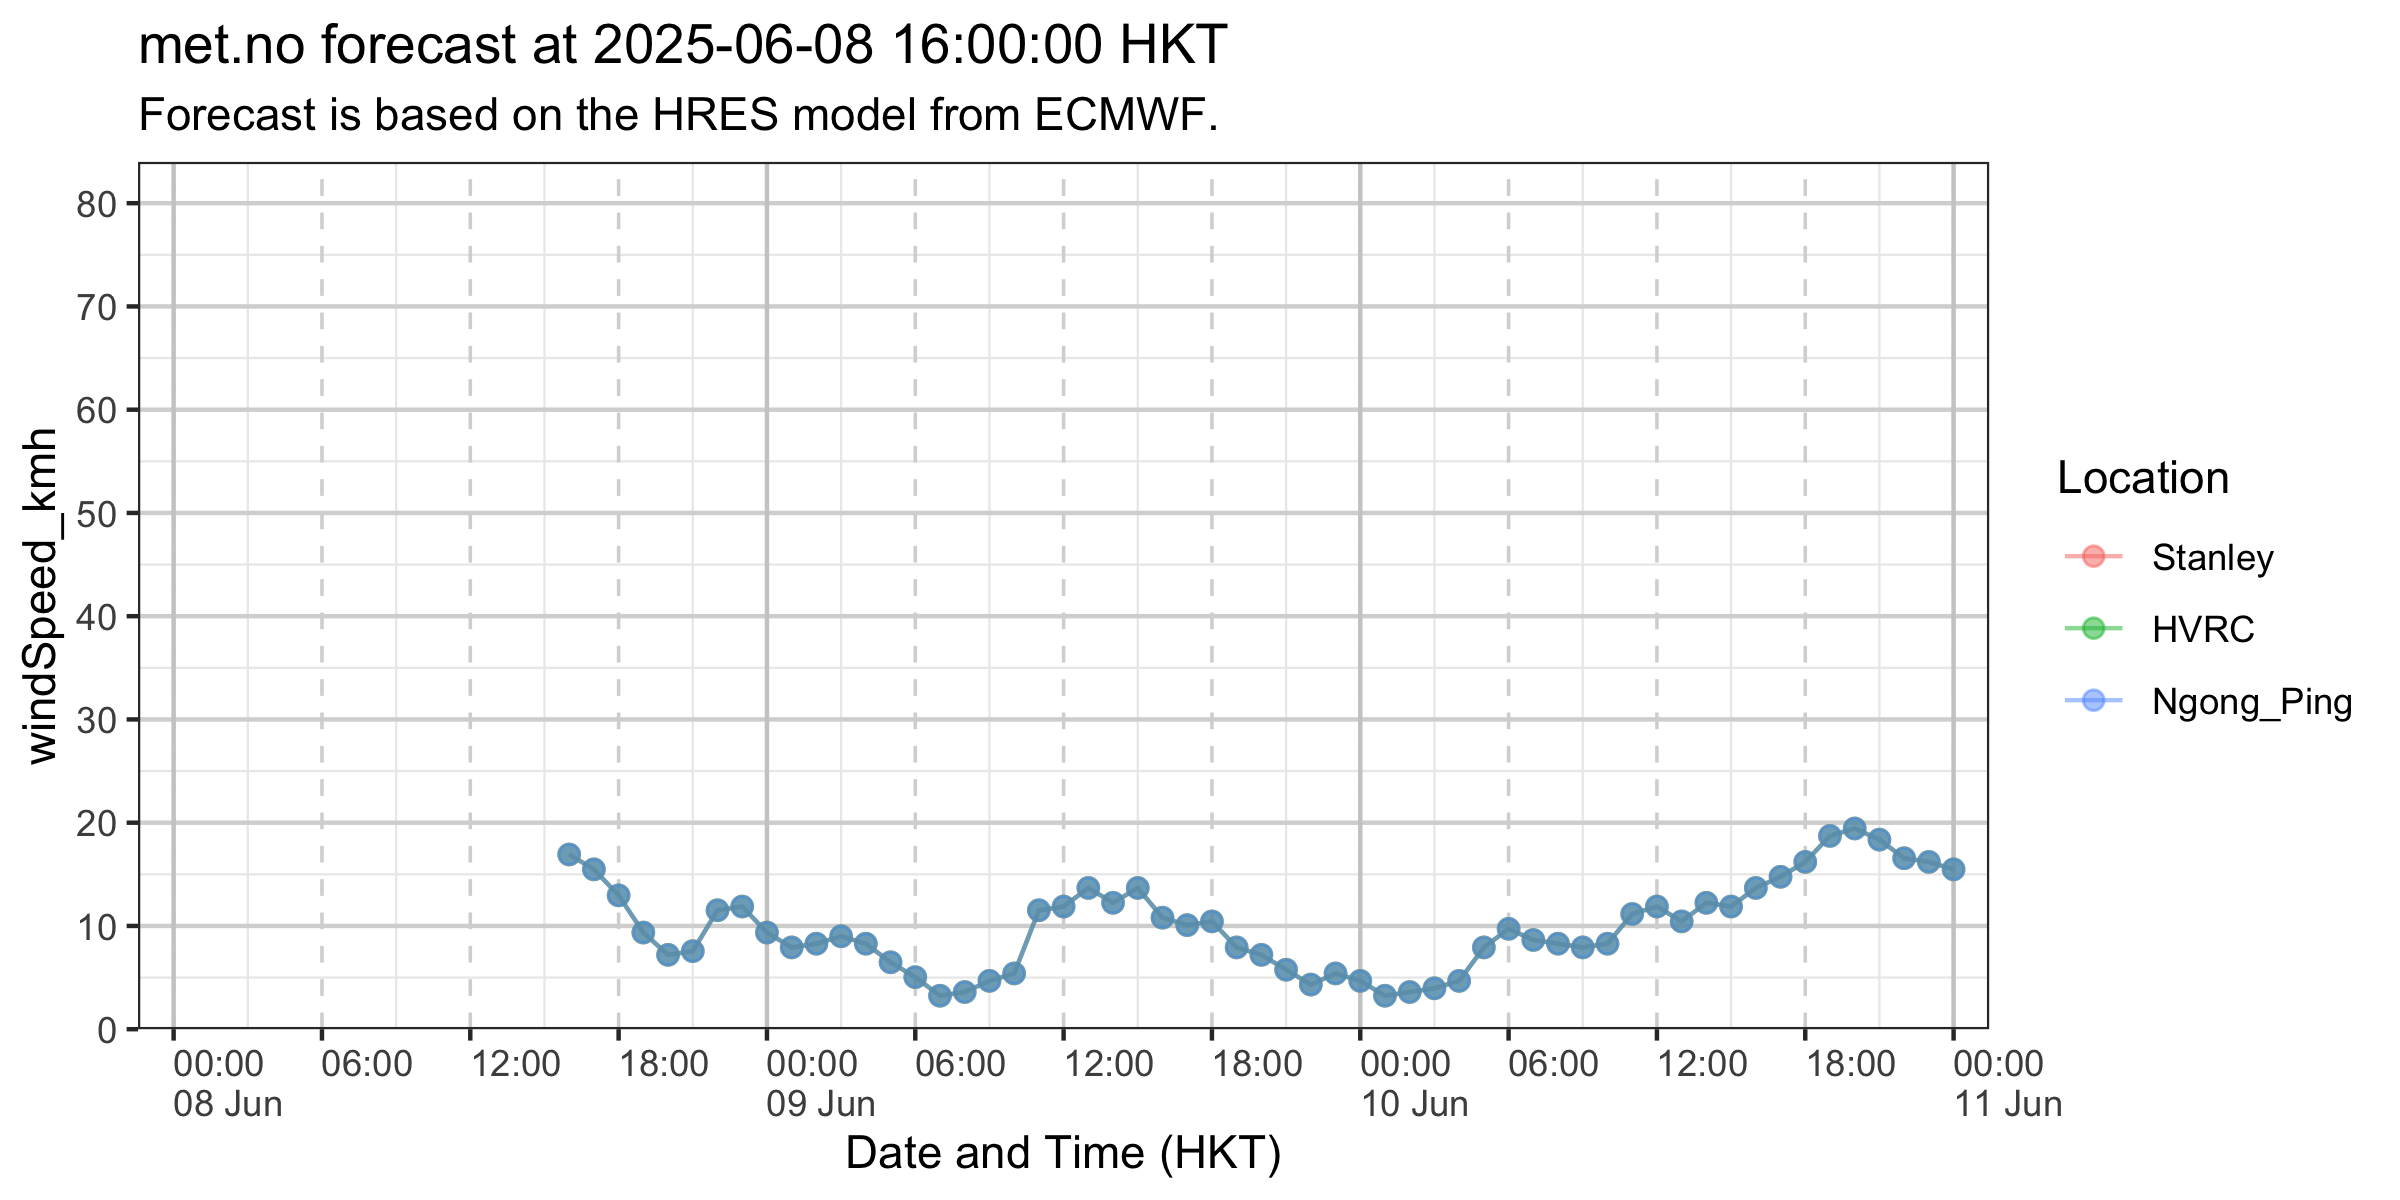 met.no forecast at 2025-06-08 16:00:00 HKT
Forecast is based on the HRES model from ECMWF.
windSpeed_kmh
80
70
60
50
40
30
20
10
0
00:00 06:00 12:00 18:00 00:00 06:00 12:00 18:00 00:00 06:00 12:00 18:00 00:00
08 Jun 09 Jun 10 Jun 11 Jun
Date and Time (HKT)
Location
Stanley
HVRC
Ngong_Ping